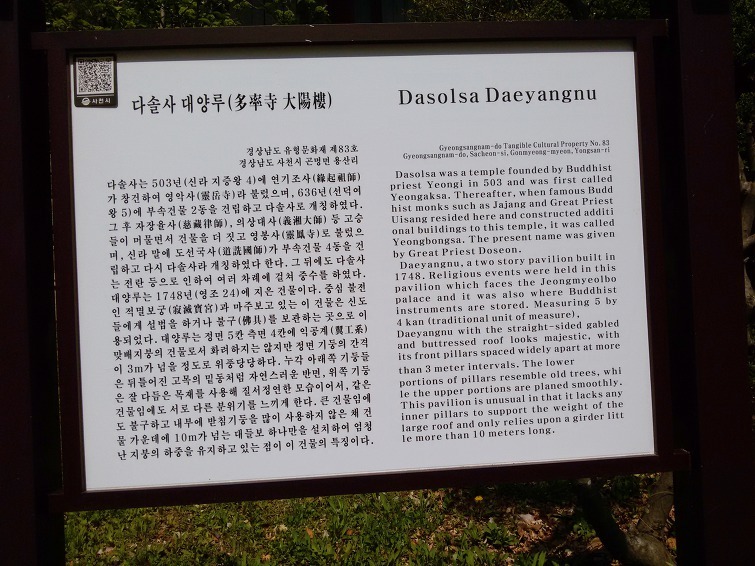 사천시
다솔사 대양루(多率寺 大陽樓)
경상남도 유형문화재 제83호
경상남도 사천시 곤명면 용산리
다솔사는 503년(신라 지증왕 4)에 연기조사(緣起祖師)
가 창건하여 영악사(靈岳寺)라 불렀으며, 636년(선덕여
왕 5)에 부속건물 2동을 건립하고 다솔사로 개칭하였다.
그 후 자장율사(慈藏律師), 의상대사(義湘大師) 등 고승
들이 머물면서 건물을 더 짓고 영봉사(靈鳳寺)로 불렀으
며, 신라 말에 도선국사(道詵國師)가 부속건물 4동을 건
립하고 다시 다솔사라 개칭하였다 한다. 그 뒤에도 다솔사
는 전란 등으로 인하여 여러 차례에 걸쳐 중수를 하였다.
대양루는 1748년(영조 24)에 지은 건물이다. 중심 불전
인 적멸보궁(寂滅寶宮)과 마주보고 있는 이 건물은 신도
들에게 설법을 하거나 불구(佛具)를 보관하는 곳으로 이
용되었다. 대양루는 정면 5칸 측면 4칸에 익공계(翼工系)
맞배지붕의 건물로서 화려하지는 않지만 정면 기둥의 간격
이 3m가 넘을 정도로 위풍당당하다. 누각 아래쪽 기둥들
은 뒤틀어진 고목의 밑동처럼 자연스러운 반면, 위쪽 기둥
은 잘 다듬은 목재를 사용해 질서정연한 모습이어서, 같은
건물임에도 서로 다른 분위기를 느끼게 한다. 큰 건물임에
도 불구하고 내부에 받침기둥을 많이 사용하지 않은 채 건
물 가운데에 10m가 넘는 대들보 하나만을 설치하여 엄청
난 지붕의 하중을 유지하고 있는 점이 이 건물의 특징이다.
Dasolsa Daeyangnu
Gyeongsangnam-do Tangible Cultural Property No. 83
Gyeongsangnam-do, Sacheon-si, Gonmyeong-myeon, Yongsan-ri
Dasolsa was a temple founded by Buddhist
priest Yeongi in 503 and was first called
Yeongaksa. Thereafter, when famous Budd
hist monks such as Jajang and Great Priest
Uisang resided here and constructed additi
onal buildings to this temple, it was called
Yeongbongsa. The present name was given
by Great Priest Doseon.
Daeyangnu, a two story pavilion built in
1748. Religious events were held in this
pavilion which faces the Jeongmyeolbo
palace and it was also where Buddhist
instruments are stored. Measuring 5 by
4 kan (traditional unit of measure),
Daeyangnu with the straight-sided gabled
and buttressed roof looks majestic, with
its front pillars spaced widely apart at more
than 3 meter intervals. The lower
portions of pillars resemble old trees, whi
le the upper portions are planed smoothly.
This pavilion is unusual in that it lacks any
inner pillars to support the weight of the
large roof and only relies upon a girder litt
le more than 10 meters long.